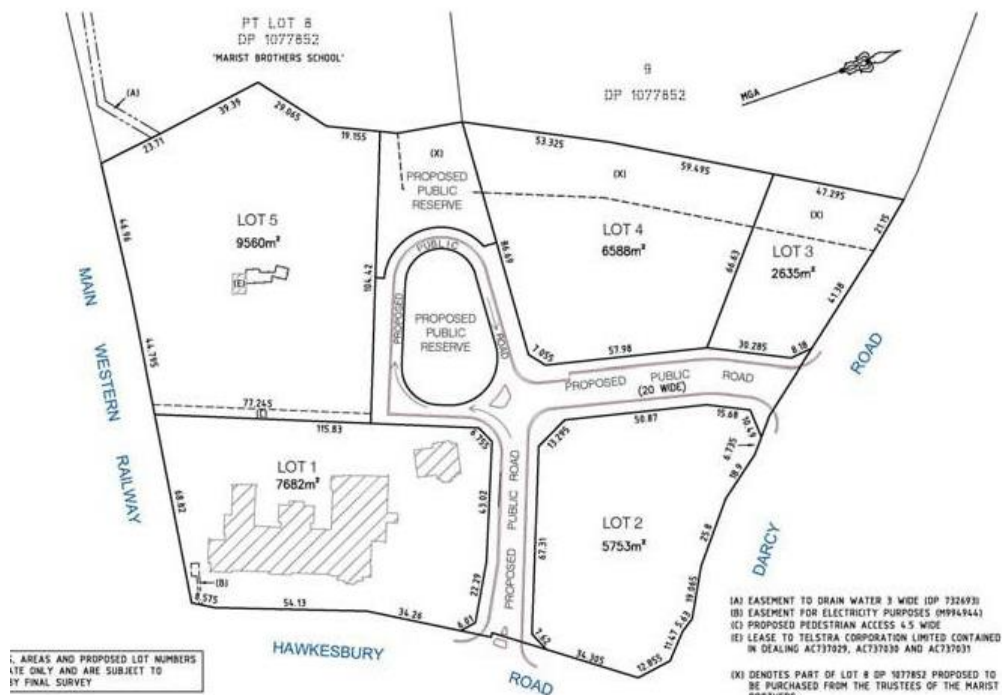 PT LOT 8
DP 1077852
'MARIST BROTHERS SCHOOL'
9
DP 1077852
MGA
(A)
23.71
39.39
29.065
19.155
53.325
59.495
47.295
(X)
PROPOSED
PUBLIC
RESERVE
(X)
(X)
21.15
46.96
LOT 5
9560m²
(E)
104.42
PUBLIC
PROPOSED
ROAD
PROPOSED
PUBLIC
RESERVE
86.69
LOT 4
6588m²
66.63
LOT 3
2635m²
41.38
MAIN WESTERN RAILWAY
44.795
77.245
(C)
115.83
7.055
57.98
30.285
8.18
PROPOSED PUBLIC ROAD
(20 WIDE)
DARCY ROAD
6.755
13.295
50.87
15.68
10.49
6.735
18.9
LOT 1
7682m²
68.82
43.02
PROPOSED PUBLIC ROAD
67.31
LOT 2
5753m²
25.8
19.065
(B)
8.575
54.13
34.26
22.29
6.01
7.62
34.305
12.855
11.47
5.63
HAWKESBURY ROAD
, AREAS AND PROPOSED LOT NUMBERS
ATE ONLY AND ARE SUBJECT TO
BY FINAL SURVEY
(A) EASEMENT TO DRAIN WATER 3 WIDE (DP 732693)
(B) EASEMENT FOR ELECTRICITY PURPOSES (M994944)
(C) PROPOSED PEDESTRIAN ACCESS 4.5 WIDE
(E) LEASE TO TELSTRA CORPORATION LIMITED CONTAINED
IN DEALING AC737029, AC737030 AND AC737031
(X) DENOTES PART OF LOT 8 DP 1077852 PROPOSED TO
BE PURCHASED FROM THE TRUSTEES OF THE MARIST
BROTHERS